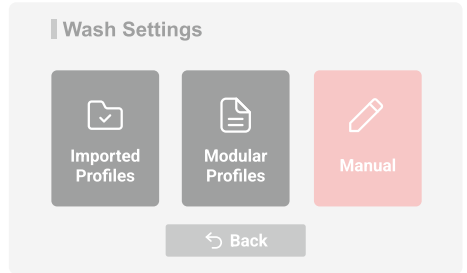 Wash Settings
Imported
Profiles
Modular
Profiles
Manual
Back